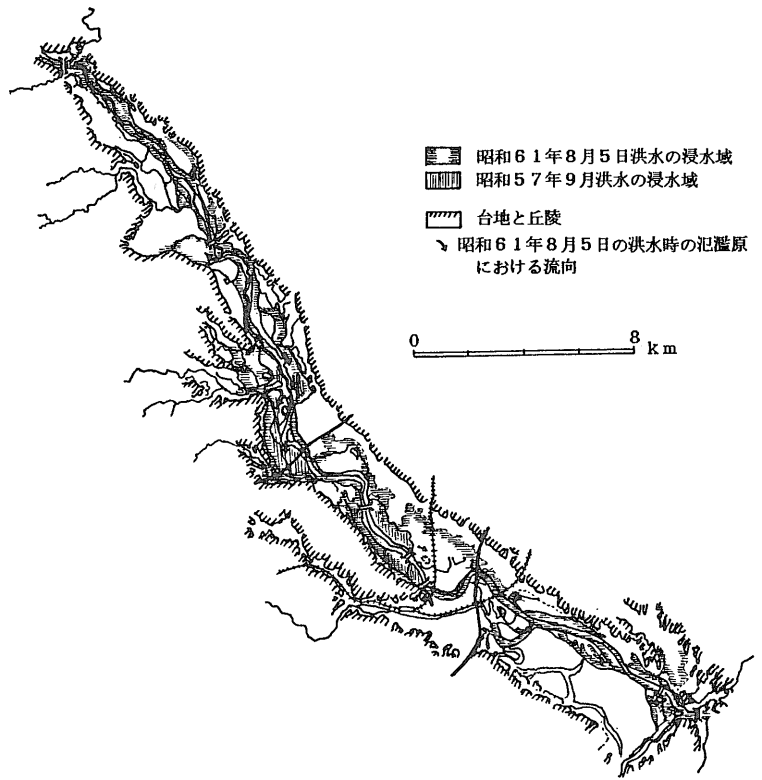 昭和61年8月5日洪水の浸水域
昭和57年9月洪水の浸水域
台地と丘陵
昭和61年8月5日の洪水時の氾濫原
における流向
0 8 km